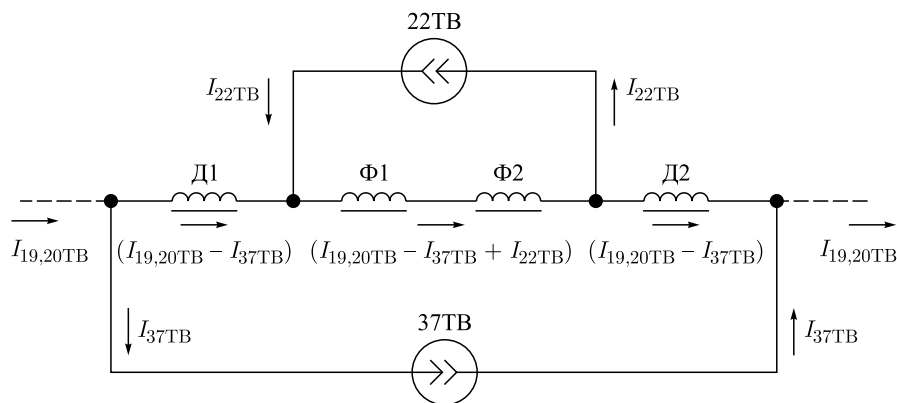 22ТВ
I22ТВ I22ТВ
Д1 Ф1 Ф2 Д2
I19,20ТВ (I19,20ТВ − I37ТВ) (I19,20ТВ − I37ТВ + I22ТВ) (I19,20ТВ − I37ТВ) I19,20ТВ
I37ТВ 37ТВ I37ТВ